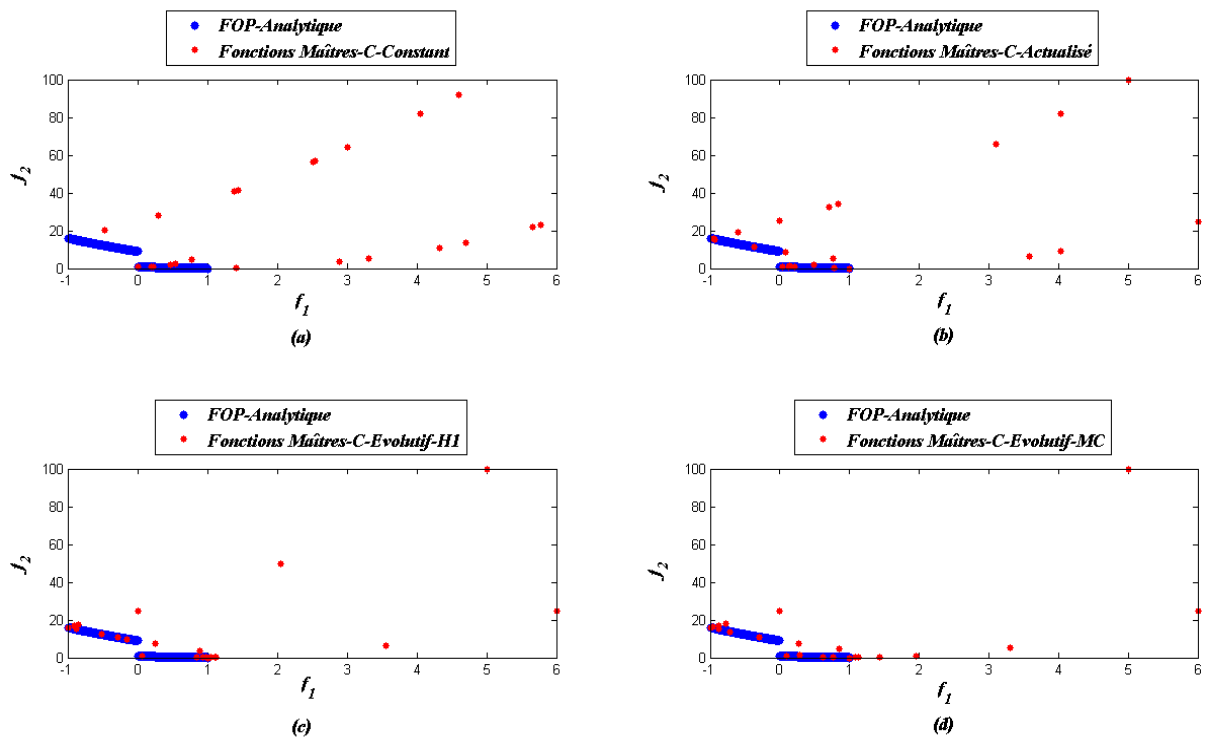 FOP-Analytique
Fonctions Maîtres-C-Constant
100
80
60
40
20
0
f2
-1 0 1 2 3 4 5 6
f1
(a)
FOP-Analytique
Fonctions Maîtres-C-Actualisé
100
80
60
40
20
0
f2
-1 0 1 2 3 4 5 6
f1
(b)
FOP-Analytique
Fonctions Maîtres-C-Evolutif-H1
100
80
60
40
20
0
f2
-1 0 1 2 3 4 5 6
f1
(c)
FOP-Analytique
Fonctions Maîtres-C-Evolutif-MC
100
80
60
40
20
0
f2
-1 0 1 2 3 4 5 6
f1
(d)